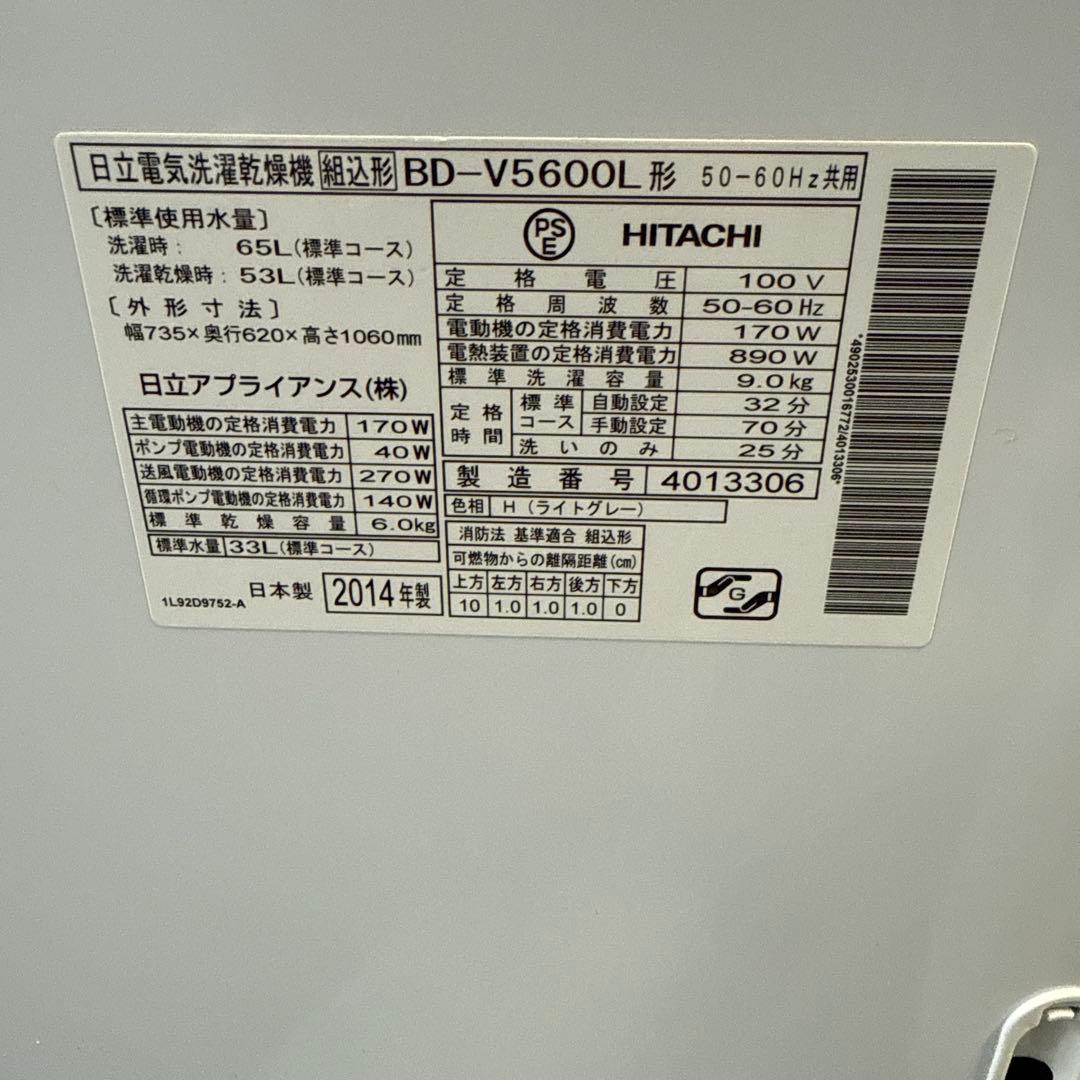 日立電気洗濯乾燥機 組込形 BD-V5600L形 50-60Hz共用
〔標準使用水量〕
洗濯時: 65L(標準コース)
洗濯乾燥時: 53L(標準コース)
〔外形寸法〕
幅735×奥行620×高さ1060mm
日立アプライアンス(株)
主電動機の定格消費電力 170W
ポンプ電動機の定格消費電力 40W
送風電動機の定格消費電力 270W
循環ポンプ電動機の定格消費電力 140W
標準乾燥容量 6.0kg
標準水量 33L(標準コース)
1L92D9752-A 日本製 2014年製
PS
E
HITACHI
定格電圧 100V
定格周波数 50-60Hz
電動機の定格消費電力 170W
電熱装置の定格消費電力 890W
標準洗濯容量 9.0kg
定格時間 標準コース 自動設定 32分
手動設定 70分
洗いのみ 25分
製造番号 4013306
色相 H(ライトグレー)
消防法 基準適合 組込形
可燃物からの離隔距離(cm)
上方 左方 右方 後方 下方
10 1.0 1.0 1.0 0
G
*4902530016772/4013306*